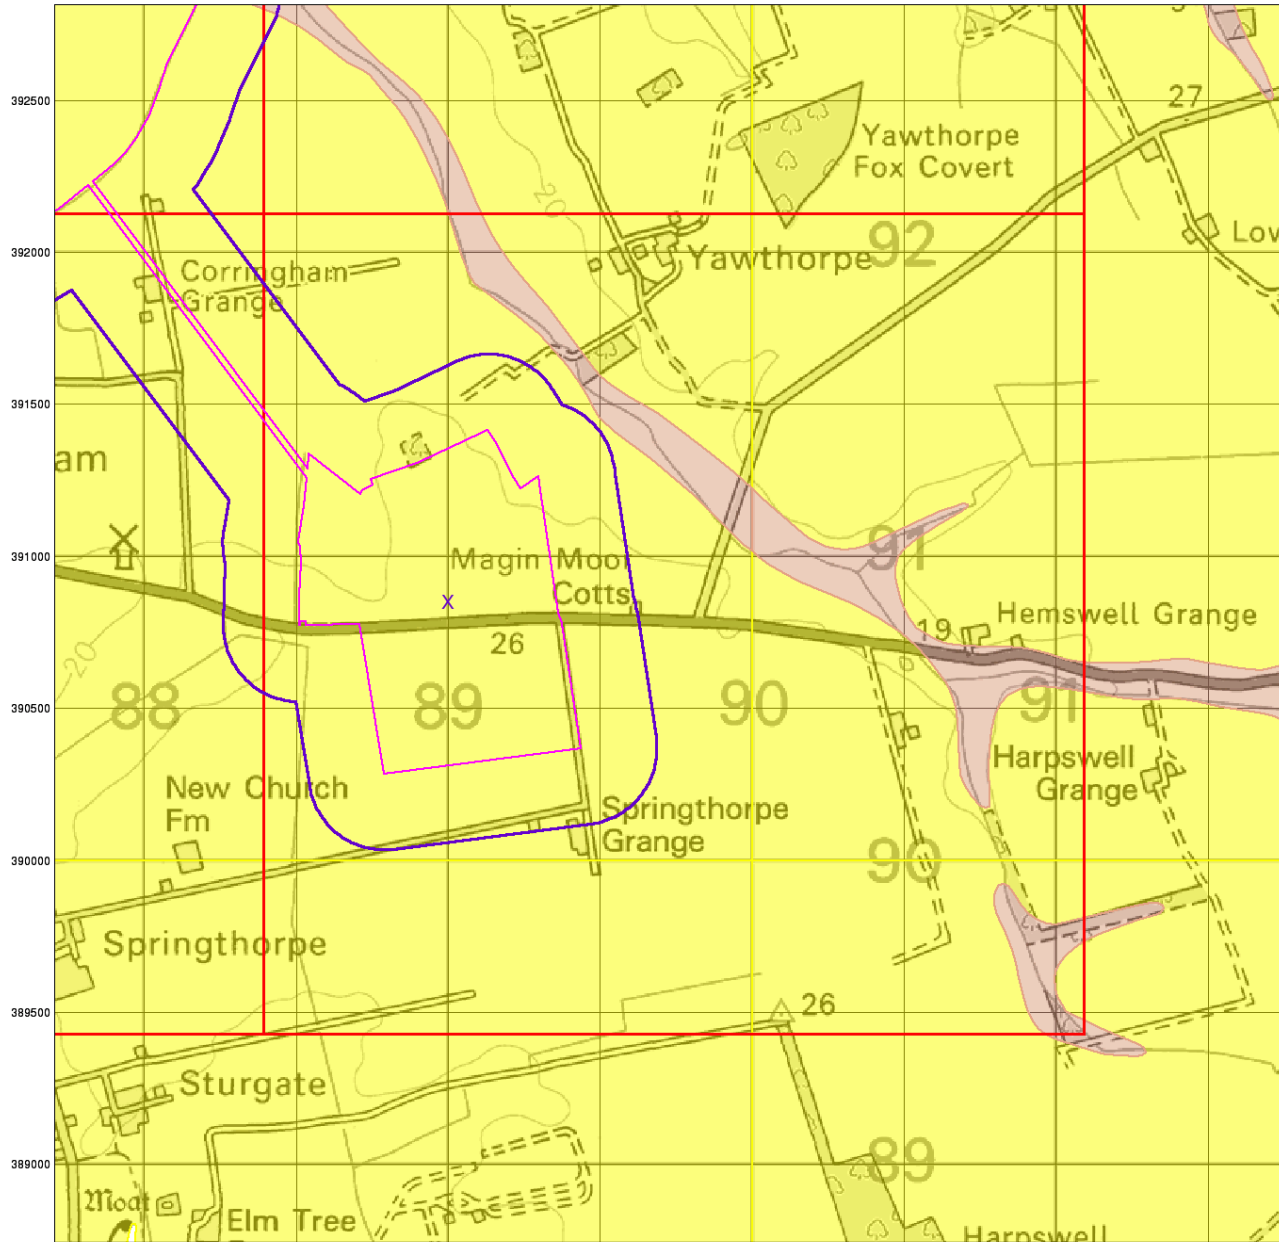 392500
27
Yawthorpe
Fox Covert
20
392000
92
Low
Yawthorpe
Corringham
Grange
391500
am
391000
91
Magin Moor
Cotts
X
26
19
Hemswell Grange
20
390500
88
89
90
91
New Church
Fm
Harpswell
Grange
Springthorpe
Grange
390000
90
Springthorpe
389500
26
Sturgate
389000
89
Moat
Elm Tree
Harpswell